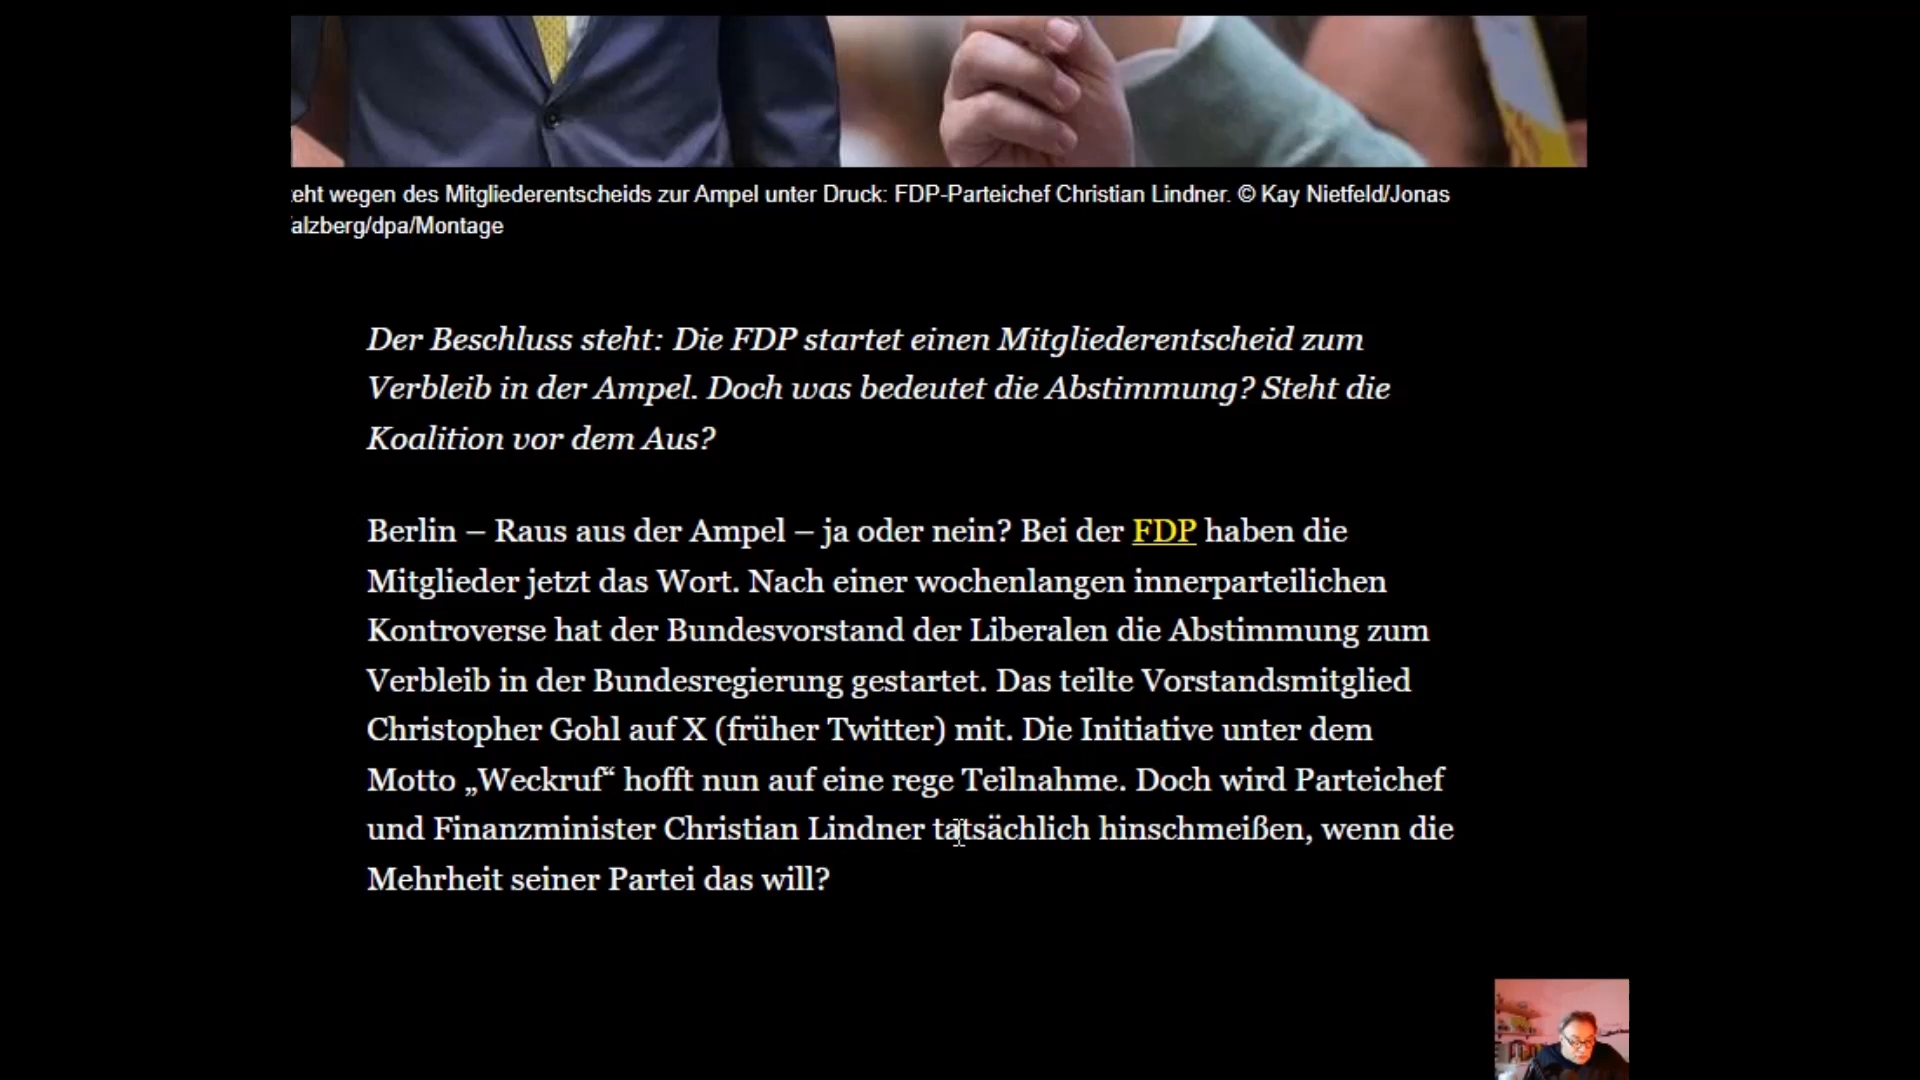 wegen des Mitgliederentscheids zur Ampel unter Druck: FDP-Parteichef Christian Lindner. © Kay Nietfeld/Jonas
alzberg/dpa/Montage
Der Beschluss steht: Die FDP startet einen Mitgliederentscheid zum
Verbleib in der Ampel. Doch was bedeutet die Abstimmung? Steht die
Koalition vor dem Aus?
Berlin – Raus aus der Ampel – ja oder nein? Bei der FDP haben die
Mitglieder jetzt das Wort. Nach einer wochenlangen innerparteilichen
Kontroverse hat der Bundesvorstand der Liberalen die Abstimmung zum
Verbleib in der Bundesregierung gestartet. Das teilte Vorstandsmitglied
Christopher Gohl auf X (früher Twitter) mit. Die Initiative unter dem
Motto „Weckruf“ hofft nun auf eine rege Teilnahme. Doch wird Parteichef
und Finanzminister Christian Lindner tatsächlich hinschmeißen, wenn die
Mehrheit seiner Partei das will?